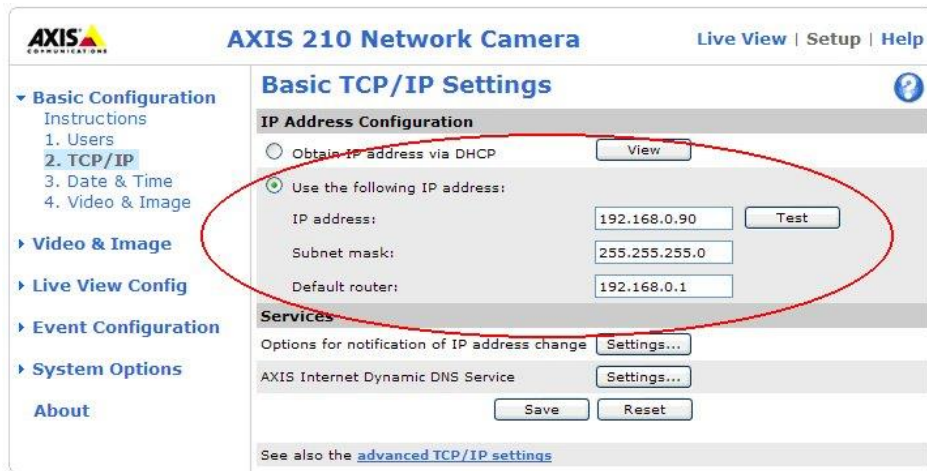 AXIS
COMMUNICATIONS
AXIS 210 Network Camera
Live View | Setup | Help
Basic Configuration
Instructions
1. Users
2. TCP/IP
3. Date & Time
4. Video & Image
Video & Image
Live View Config
Event Configuration
System Options
About
Basic TCP/IP Settings
?
IP Address Configuration
Obtain IP address via DHCP
View
Use the following IP address:
IP address:
192.168.0.90
Test
Subnet mask:
255.255.255.0
Default router:
192.168.0.1
Services
Options for notification of IP address change
Settings...
AXIS Internet Dynamic DNS Service
Settings...
Save
Reset
See also the advanced TCP/IP settings